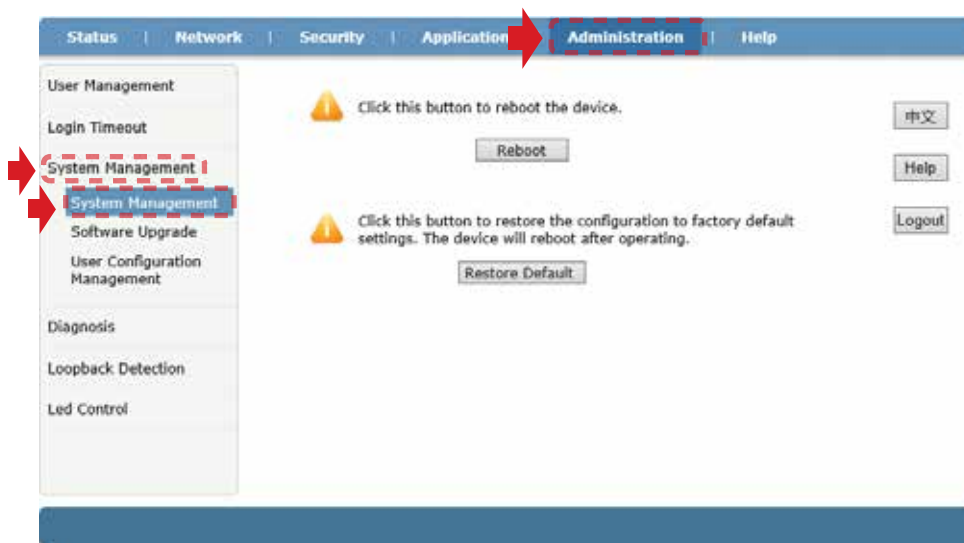 Status | Network | Security | Application | Administration | Help
User Management
Login Timeout
System Management
System Management
Software Upgrade
User Configuration
Management
Diagnosis
Loopback Detection
Led Control
Click this button to reboot the device.
Reboot
Click this button to restore the configuration to factory default
settings. The device will reboot after operating.
Restore Default
中文
Help
Logout